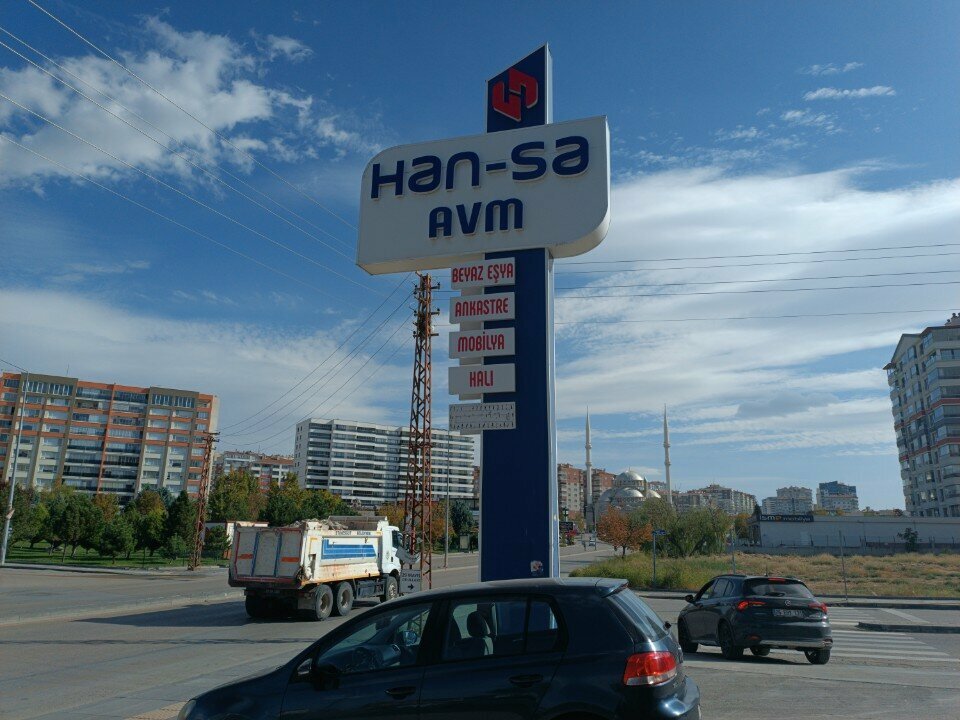 Han-sa
AVM
BEYAZ EŞYA
ANKASTRE
MOBİLYA
HALI